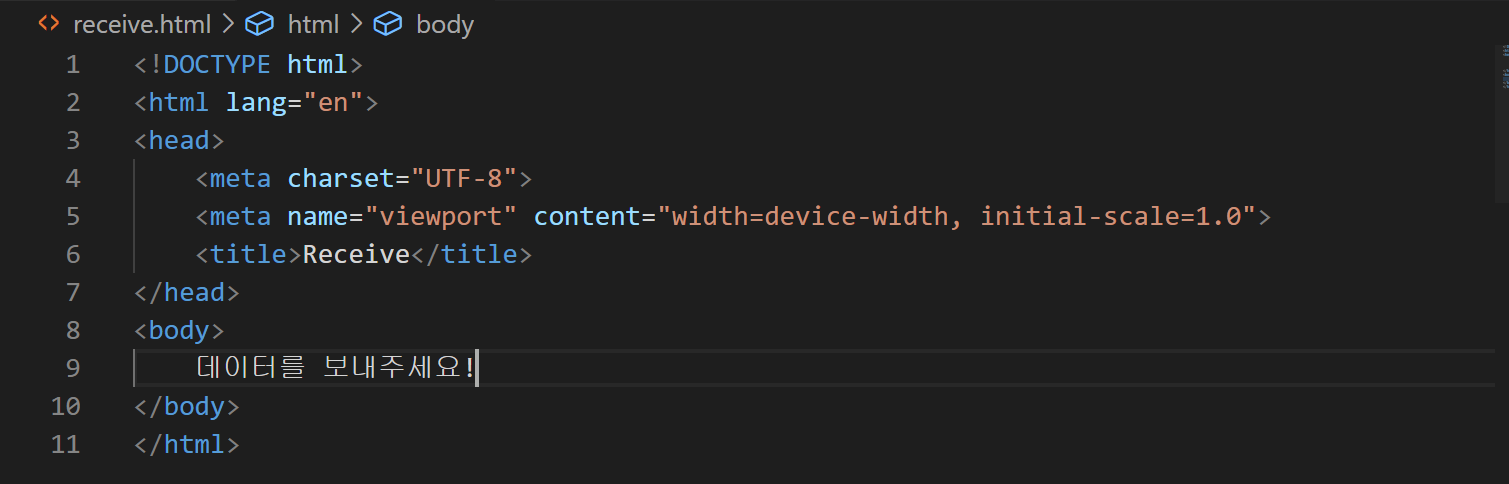 receive.html > html > body
1 <!DOCTYPE html>
2 <html lang="en">
3 <head>
4     <meta charset="UTF-8">
5     <meta name="viewport" content="width=device-width, initial-scale=1.0">
6     <title>Receive</title>
7 </head>
8 <body>
9     데이터를 보내주세요!
10 </body>
11 </html>